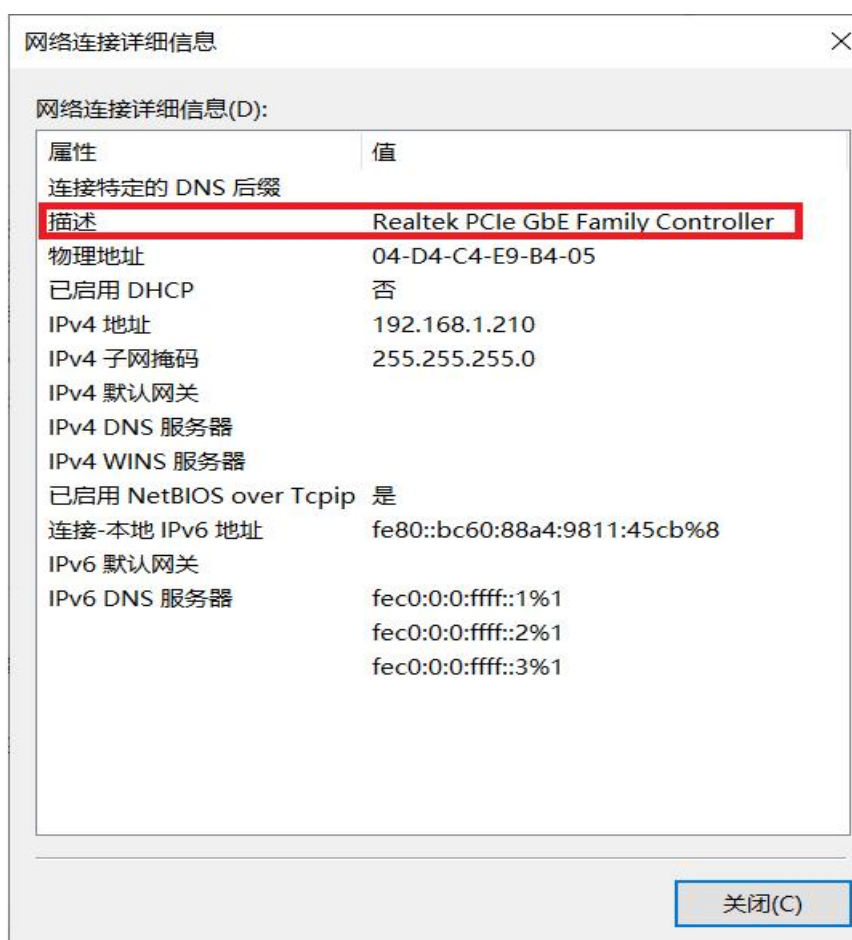 网络连接详细信息
网络连接详细信息(D):
属性 值
连接特定的 DNS 后缀
描述 Realtek PCIe GbE Family Controller
物理地址 04-D4-C4-E9-B4-05
已启用 DHCP 否
IPv4 地址 192.168.1.210
IPv4 子网掩码 255.255.255.0
IPv4 默认网关
IPv4 DNS 服务器
IPv4 WINS 服务器
已启用 NetBIOS over Tcpip 是
连接-本地 IPv6 地址 fe80::bc60:88a4:9811:45cb%8
IPv6 默认网关
IPv6 DNS 服务器 fec0:0:0:ffff::1%1
fec0:0:0:ffff::2%1
fec0:0:0:ffff::3%1
关闭(C)